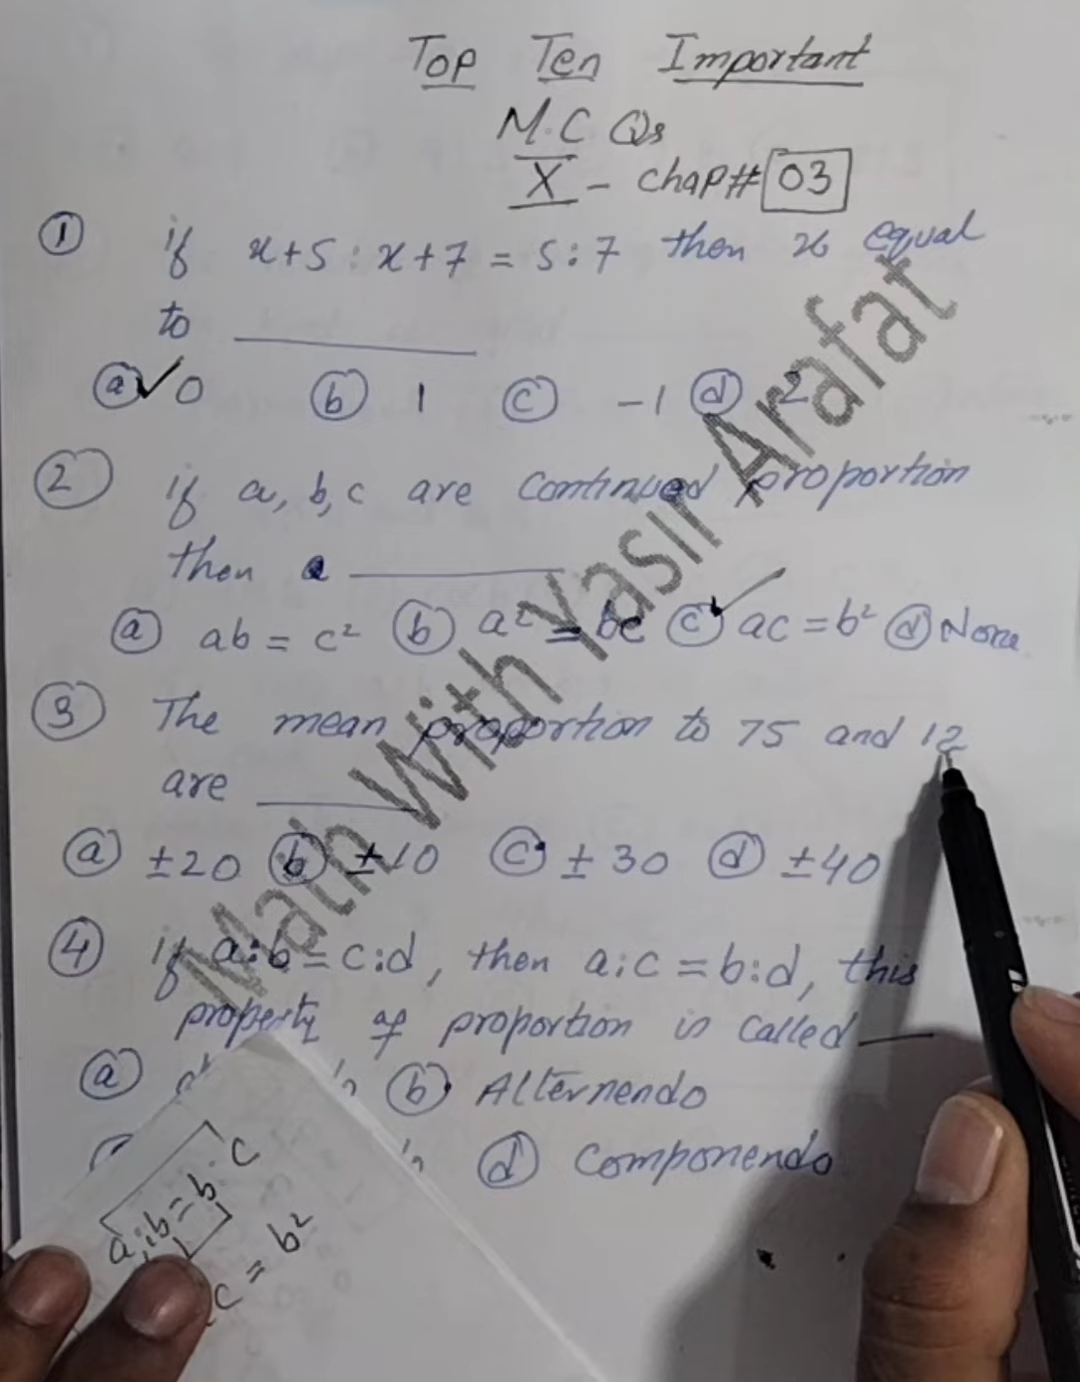 Top Ten Important
M.C Qs
X - Chap# 03
① if x+5 : x+7 = 5:7 then x equal
to ______
ⓐ ✓ 0 ⓑ 1 ⓒ -1 ⓓ 2
② if a, b, c are continued proportion
then a ______
ⓐ ab = c² ⓑ a² = bc ⓒ ✓ ac = b² ⓓ None
③ The mean proportion to 75 and 12
are ______
ⓐ ±20 ⓑ ±10 ⓒ ±30 ⓓ ±40
④ if a:b = c:d, then a:c = b:d, this
property of proportion is called ___
ⓐ ⓑ Alternendo
ⓓ Componendo
a:b = b:c
c = b²
Math With Yasir Arafat